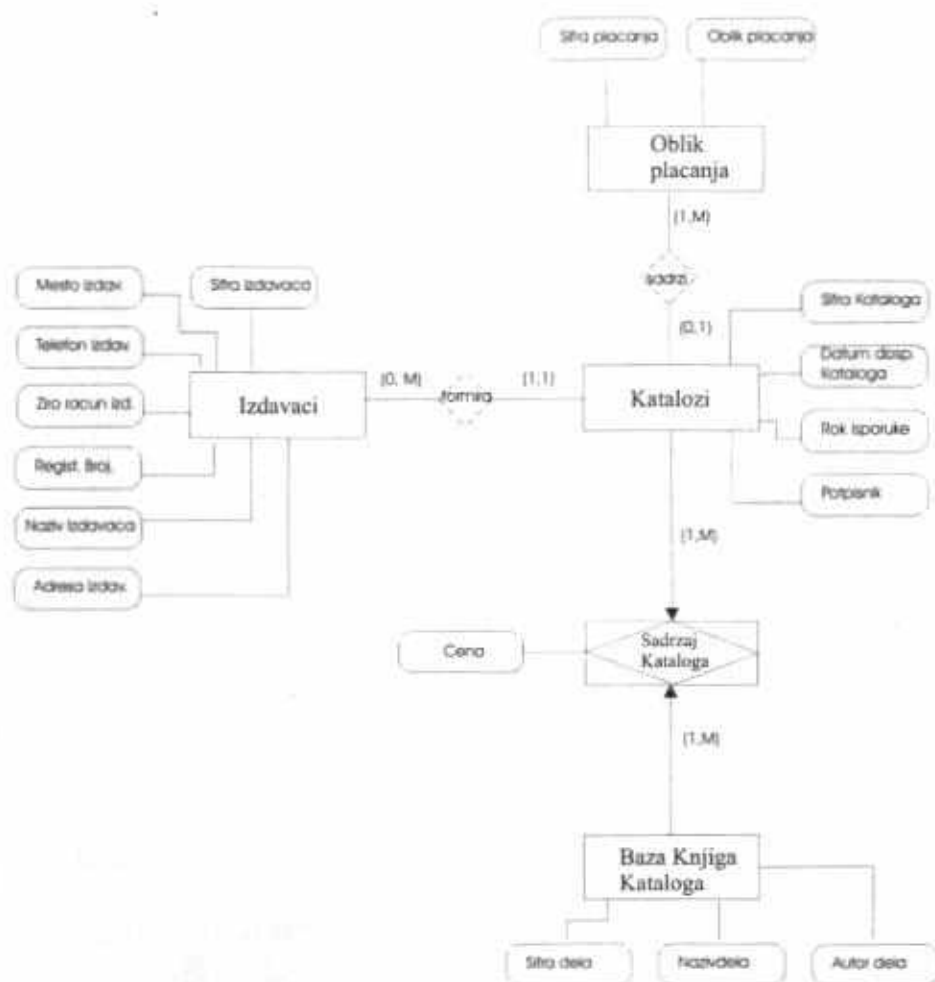 Sifra placanja
Oblik placanja
Oblik
placanja
(1,M)
sadrzi
(0,1)
Mesto izdav.
Sifra Izdavaca
Telefon izdav.
Ziro racun izd.
Regist. Broj.
Naziv Izdavaca
Adresa Izdav.
Izdavaci
(0, M)
formira
(1,1)
Katalozi
Sifra Kataloga
Datum dosp.
Kataloga
Rok isporuke
Potpisnik
(1,M)
Cena
Sadrzaj
Kataloga
(1,M)
Baza Knjiga
Kataloga
Sifra dela
Nazivdela
Autor dela